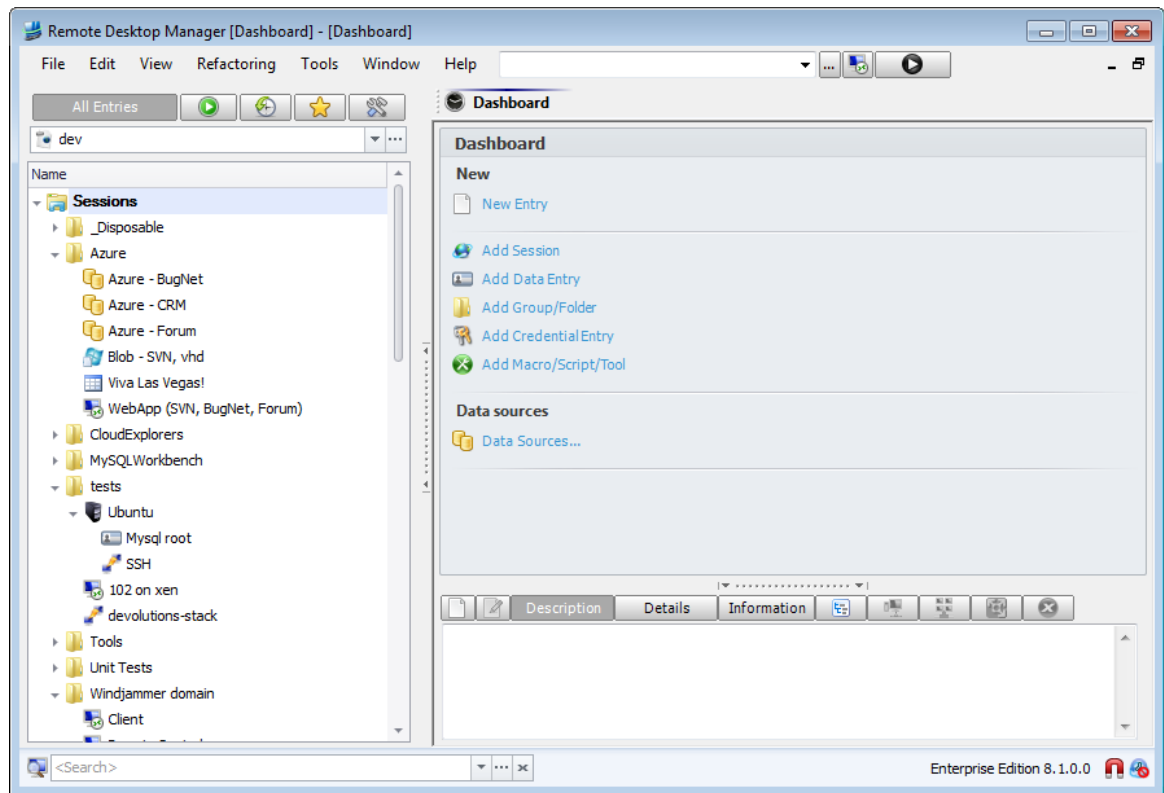 Remote Desktop Manager [Dashboard] - [Dashboard]
File Edit View Refactoring Tools Window Help
All Entries
dev
Name
Sessions
_Disposable
Azure
Azure - BugNet
Azure - CRM
Azure - Forum
Blob - SVN, vhd
Viva Las Vegas!
WebApp (SVN, BugNet, Forum)
CloudExplorers
MySQLWorkbench
tests
Ubuntu
Mysql root
SSH
102 on xen
devolutions-stack
Tools
Unit Tests
Windjammer domain
Client
Dashboard
Dashboard
New
New Entry
Add Session
Add Data Entry
Add Group/Folder
Add Credential Entry
Add Macro/Script/Tool
Data sources
Data Sources...
Description Details Information
<Search>
Enterprise Edition 8.1.0.0